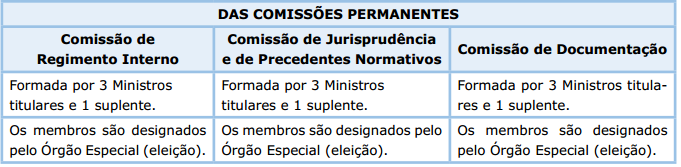 DAS COMISSÕES PERMANENTES
Comissão de
Regimento Interno
Comissão de Jurisprudência
e de Precedentes Normativos
Comissão de Documentação
Formada por 3 Ministros
titulares e 1 suplente.
Formada por 3 Ministros
titulares e 1 suplente.
Formada por 3 Ministros titula-
res e 1 suplente.
Os membros são designados
pelo Órgão Especial (eleição).
Os membros são designados pelo
Órgão Especial (eleição).
Os membros são designados pelo
Órgão Especial (eleição).